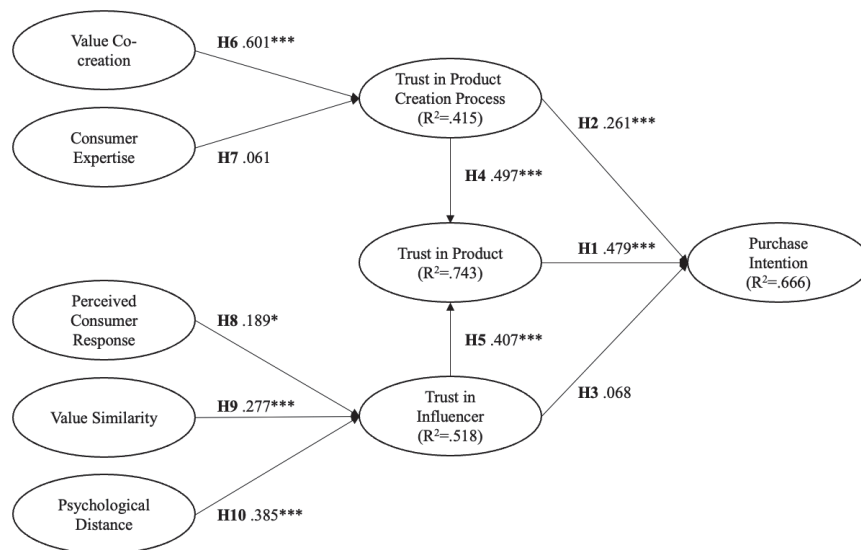 Value Co-
creation
H6 .601***
Consumer
Expertise
H7 .061
Trust in Product
Creation Process
(R²=.415)
H2 .261***
H4 .497***
Trust in Product
(R²=.743)
H1 .479***
Purchase
Intention
(R²=.666)
Perceived
Consumer
Response
H8 .189*
H5 .407***
Value Similarity
H9 .277***
Trust in
Influencer
(R²=.518)
H3 .068
Psychological
Distance
H10 .385***